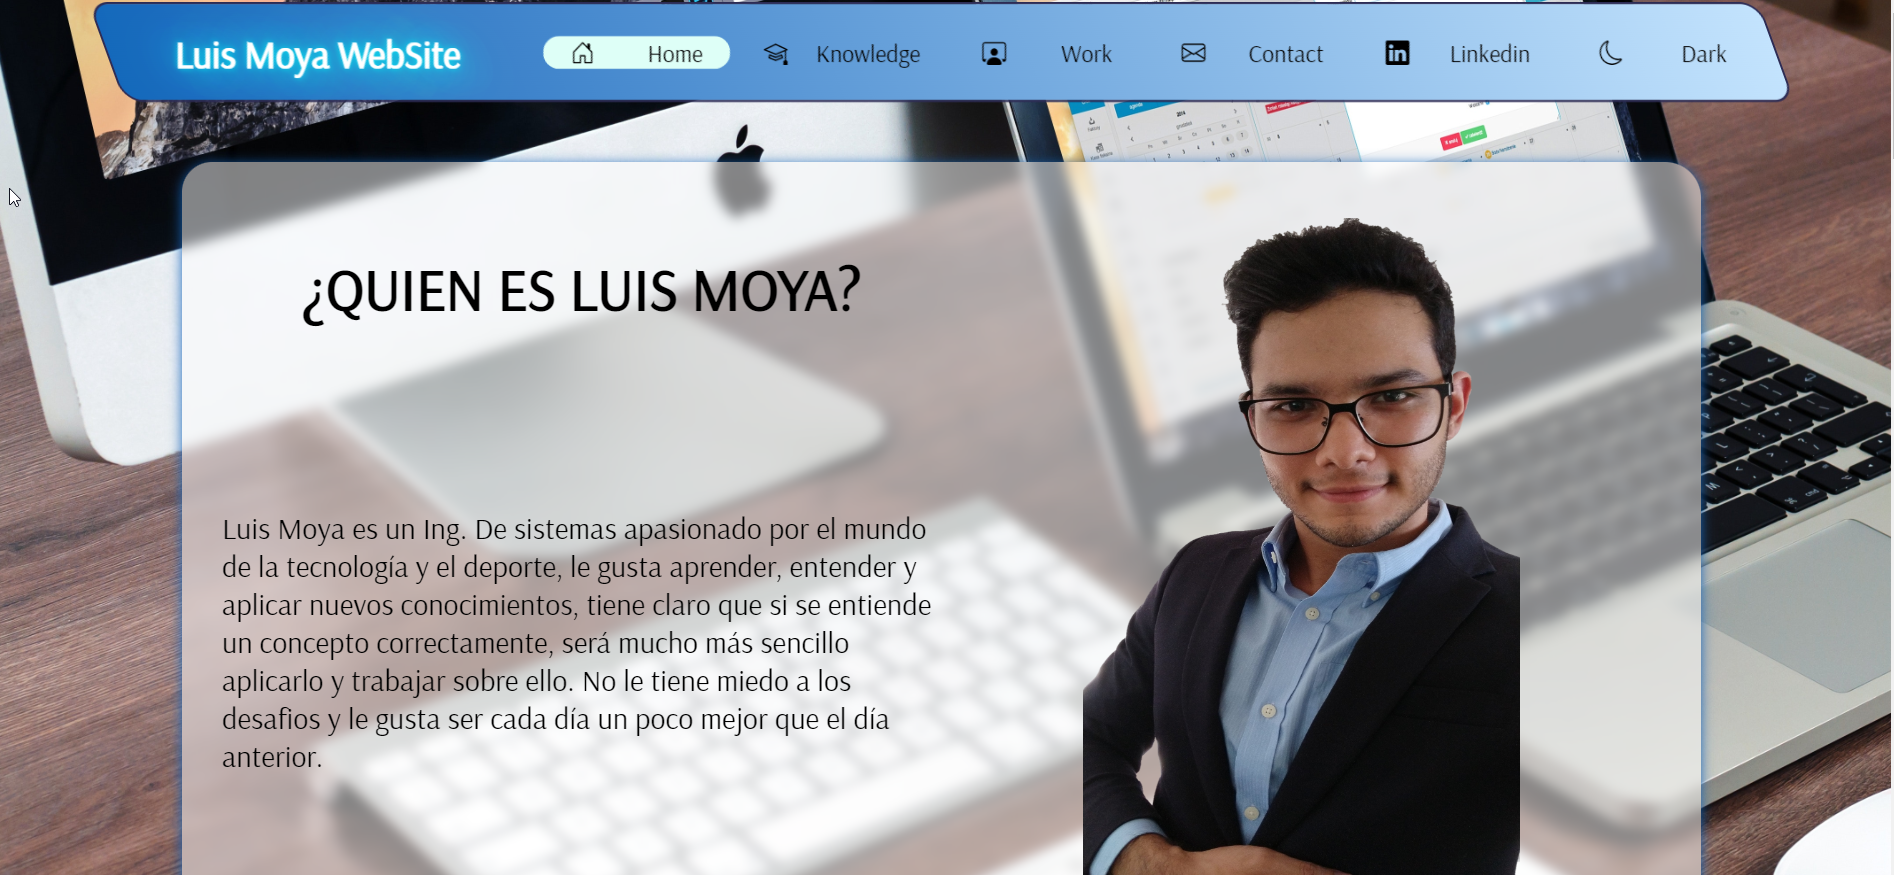 Luis Moya WebSite
Home
Knowledge
Work
Contact
Linkedin
Dark
¿QUIEN ES LUIS MOYA?
Luis Moya es un Ing. De sistemas apasionado por el mundo
de la tecnología y el deporte, le gusta aprender, entender y
aplicar nuevos conocimientos, tiene claro que si se entiende
un concepto correctamente, será mucho más sencillo
aplicarlo y trabajar sobre ello. No le tiene miedo a los
desafios y le gusta ser cada día un poco mejor que el día
anterior.